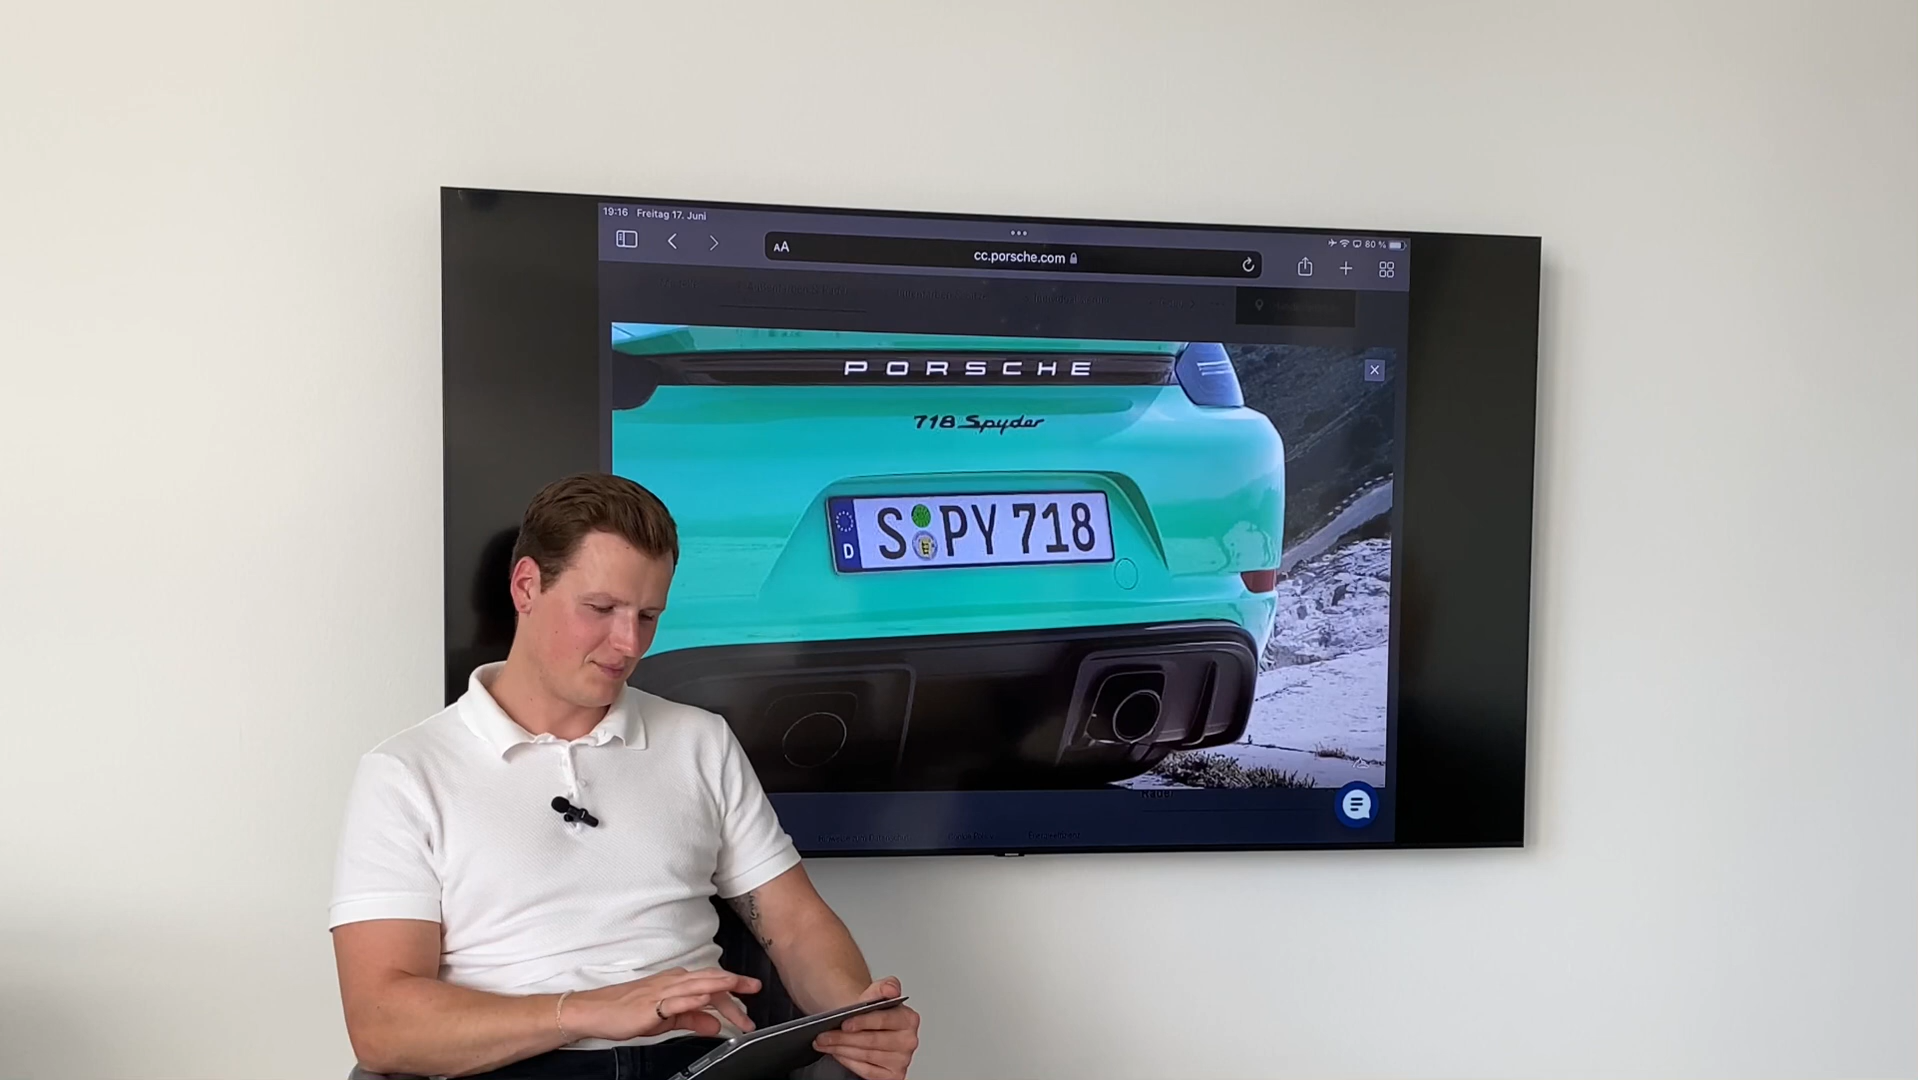 19:16 Freitag 17. Juni
80 %
AA
cc.porsche.com
PORSCHE
718 Spyder
D
S PY 718